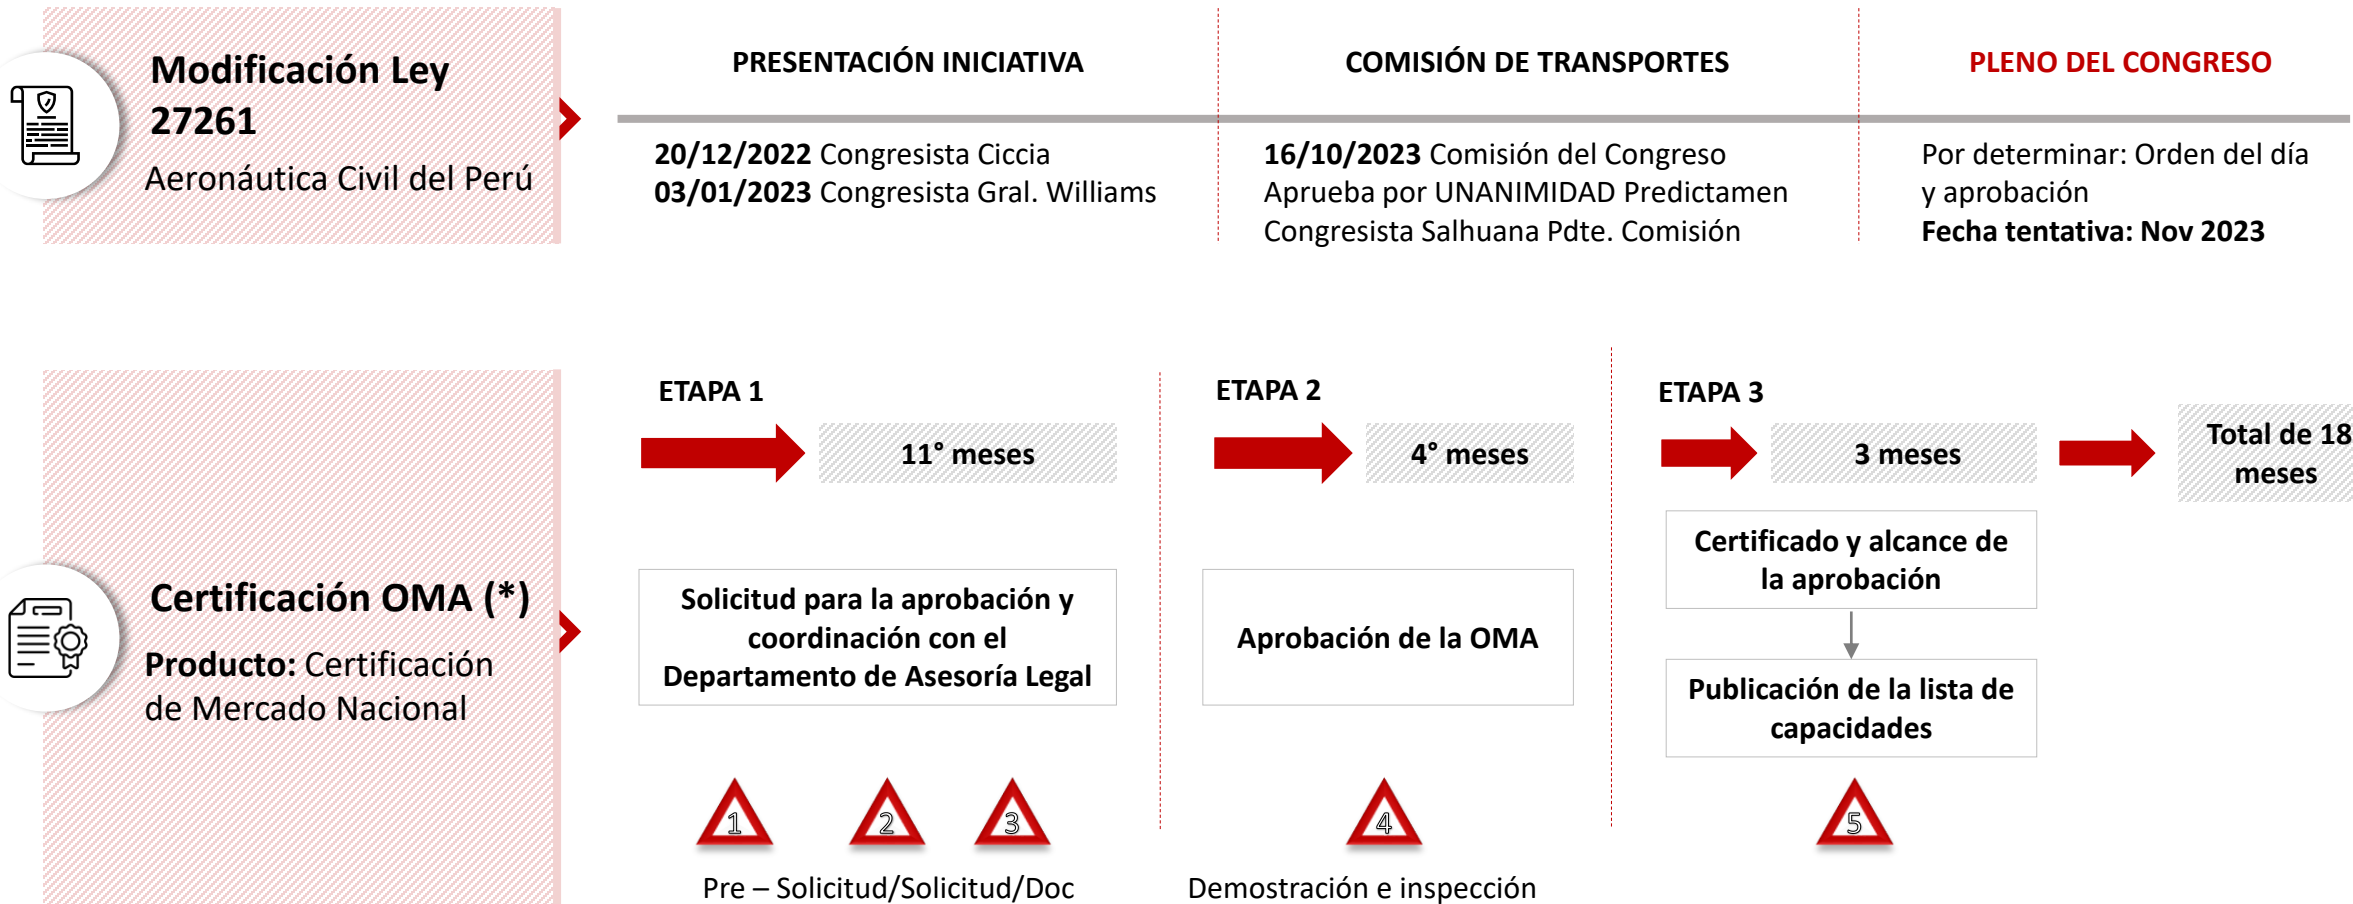 Modificación Ley
27261
Aeronáutica Civil del Perú
PRESENTACIÓN INICIATIVA
20/12/2022 Congresista Ciccia
03/01/2023 Congresista Gral. Williams
COMISIÓN DE TRANSPORTES
16/10/2023 Comisión del Congreso
Aprueba por UNANIMIDAD Predictamen
Congresista Salhuana Pdte. Comisión
PLENO DEL CONGRESO
Por determinar: Orden del día
y aprobación
Fecha tentativa: Nov 2023
Certificación OMA (*)
Producto: Certificación
de Mercado Nacional
ETAPA 1
11° meses
Solicitud para la aprobación y
coordinación con el
Departamento de Asesoría Legal
1
2
3
Pre – Solicitud/Solicitud/Doc
ETAPA 2
4° meses
Aprobación de la OMA
4
Demostración e inspección
ETAPA 3
3 meses
Certificado y alcance de
la aprobación
Publicación de la lista de
capacidades
5
Total de 18
meses